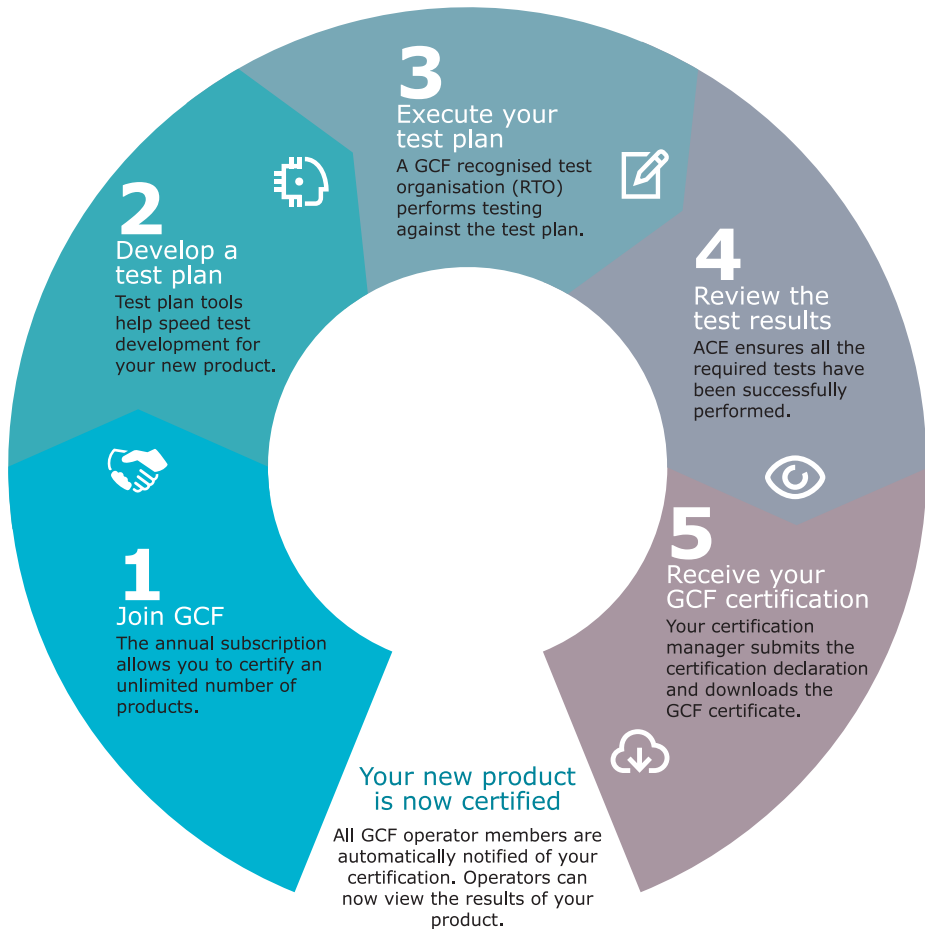 1
Join GCF
The annual subscription
allows you to certify an
unlimited number of
products.
2
Develop a
test plan
Test plan tools
help speed test
development for
your new product.
3
Execute your
test plan
A GCF recognised test
organisation (RTO)
performs testing
against the test plan.
4
Review the
test results
ACE ensures all the
required tests have
been successfully
performed.
5
Receive your
GCF certification
Your certification
manager submits the
certification declaration
and downloads the
GCF certificate.
Your new product
is now certified
All GCF operator members are
automatically notified of your
certification. Operators can
now view the results of your
product.